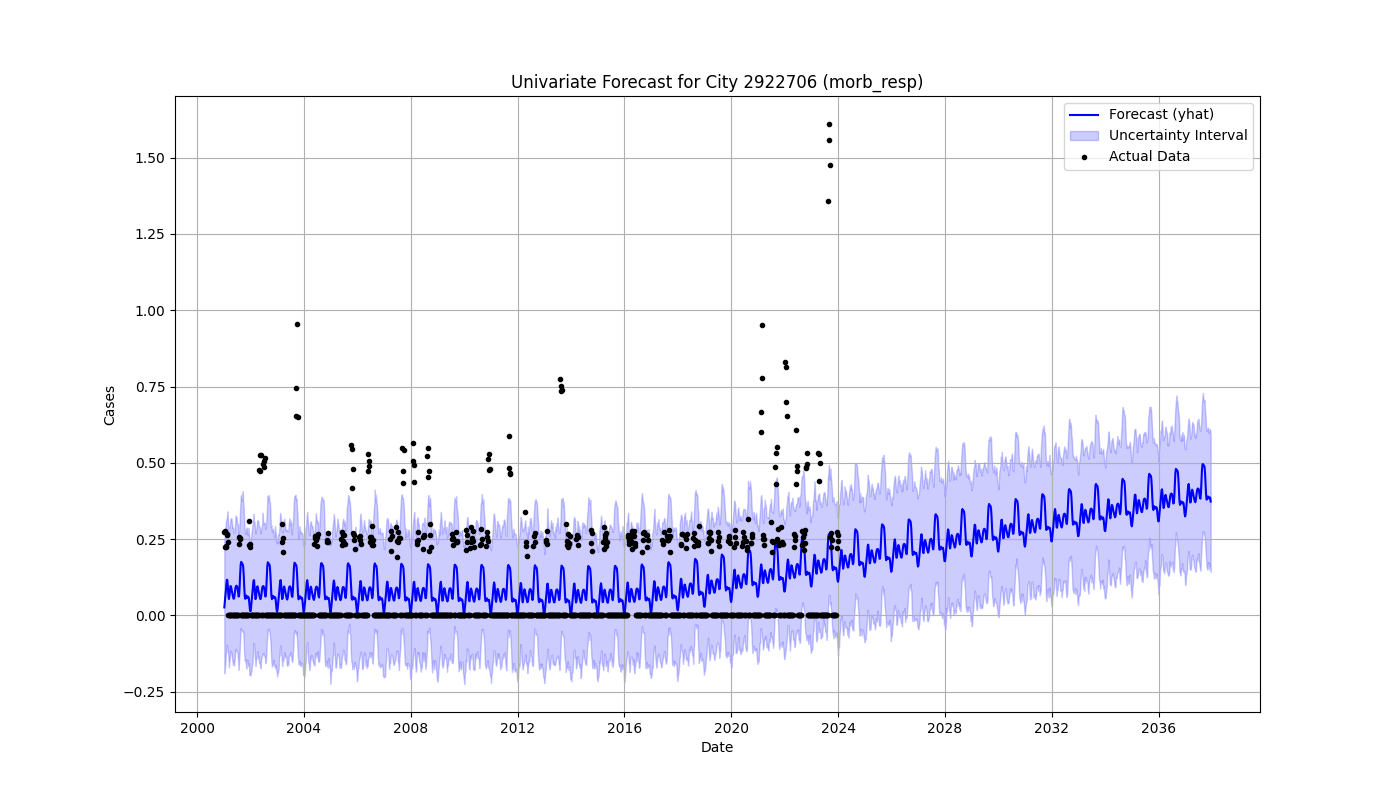 Univariate Forecast for City 2922706 (morb_resp)
Forecast (yhat)
Uncertainty Interval
Actual Data
Cases
1.50
1.25
1.00
0.75
0.50
0.25
0.00
−0.25
2000 2004 2008 2012 2016 2020 2024 2028 2032 2036
Date